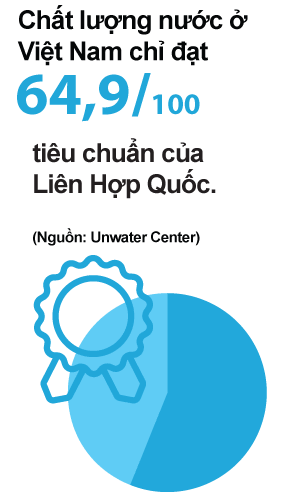 Chất lượng nước ở
Việt Nam chỉ đạt
64,9/100
tiêu chuẩn của
Liên Hợp Quốc.
(Nguồn: Unwater Center)